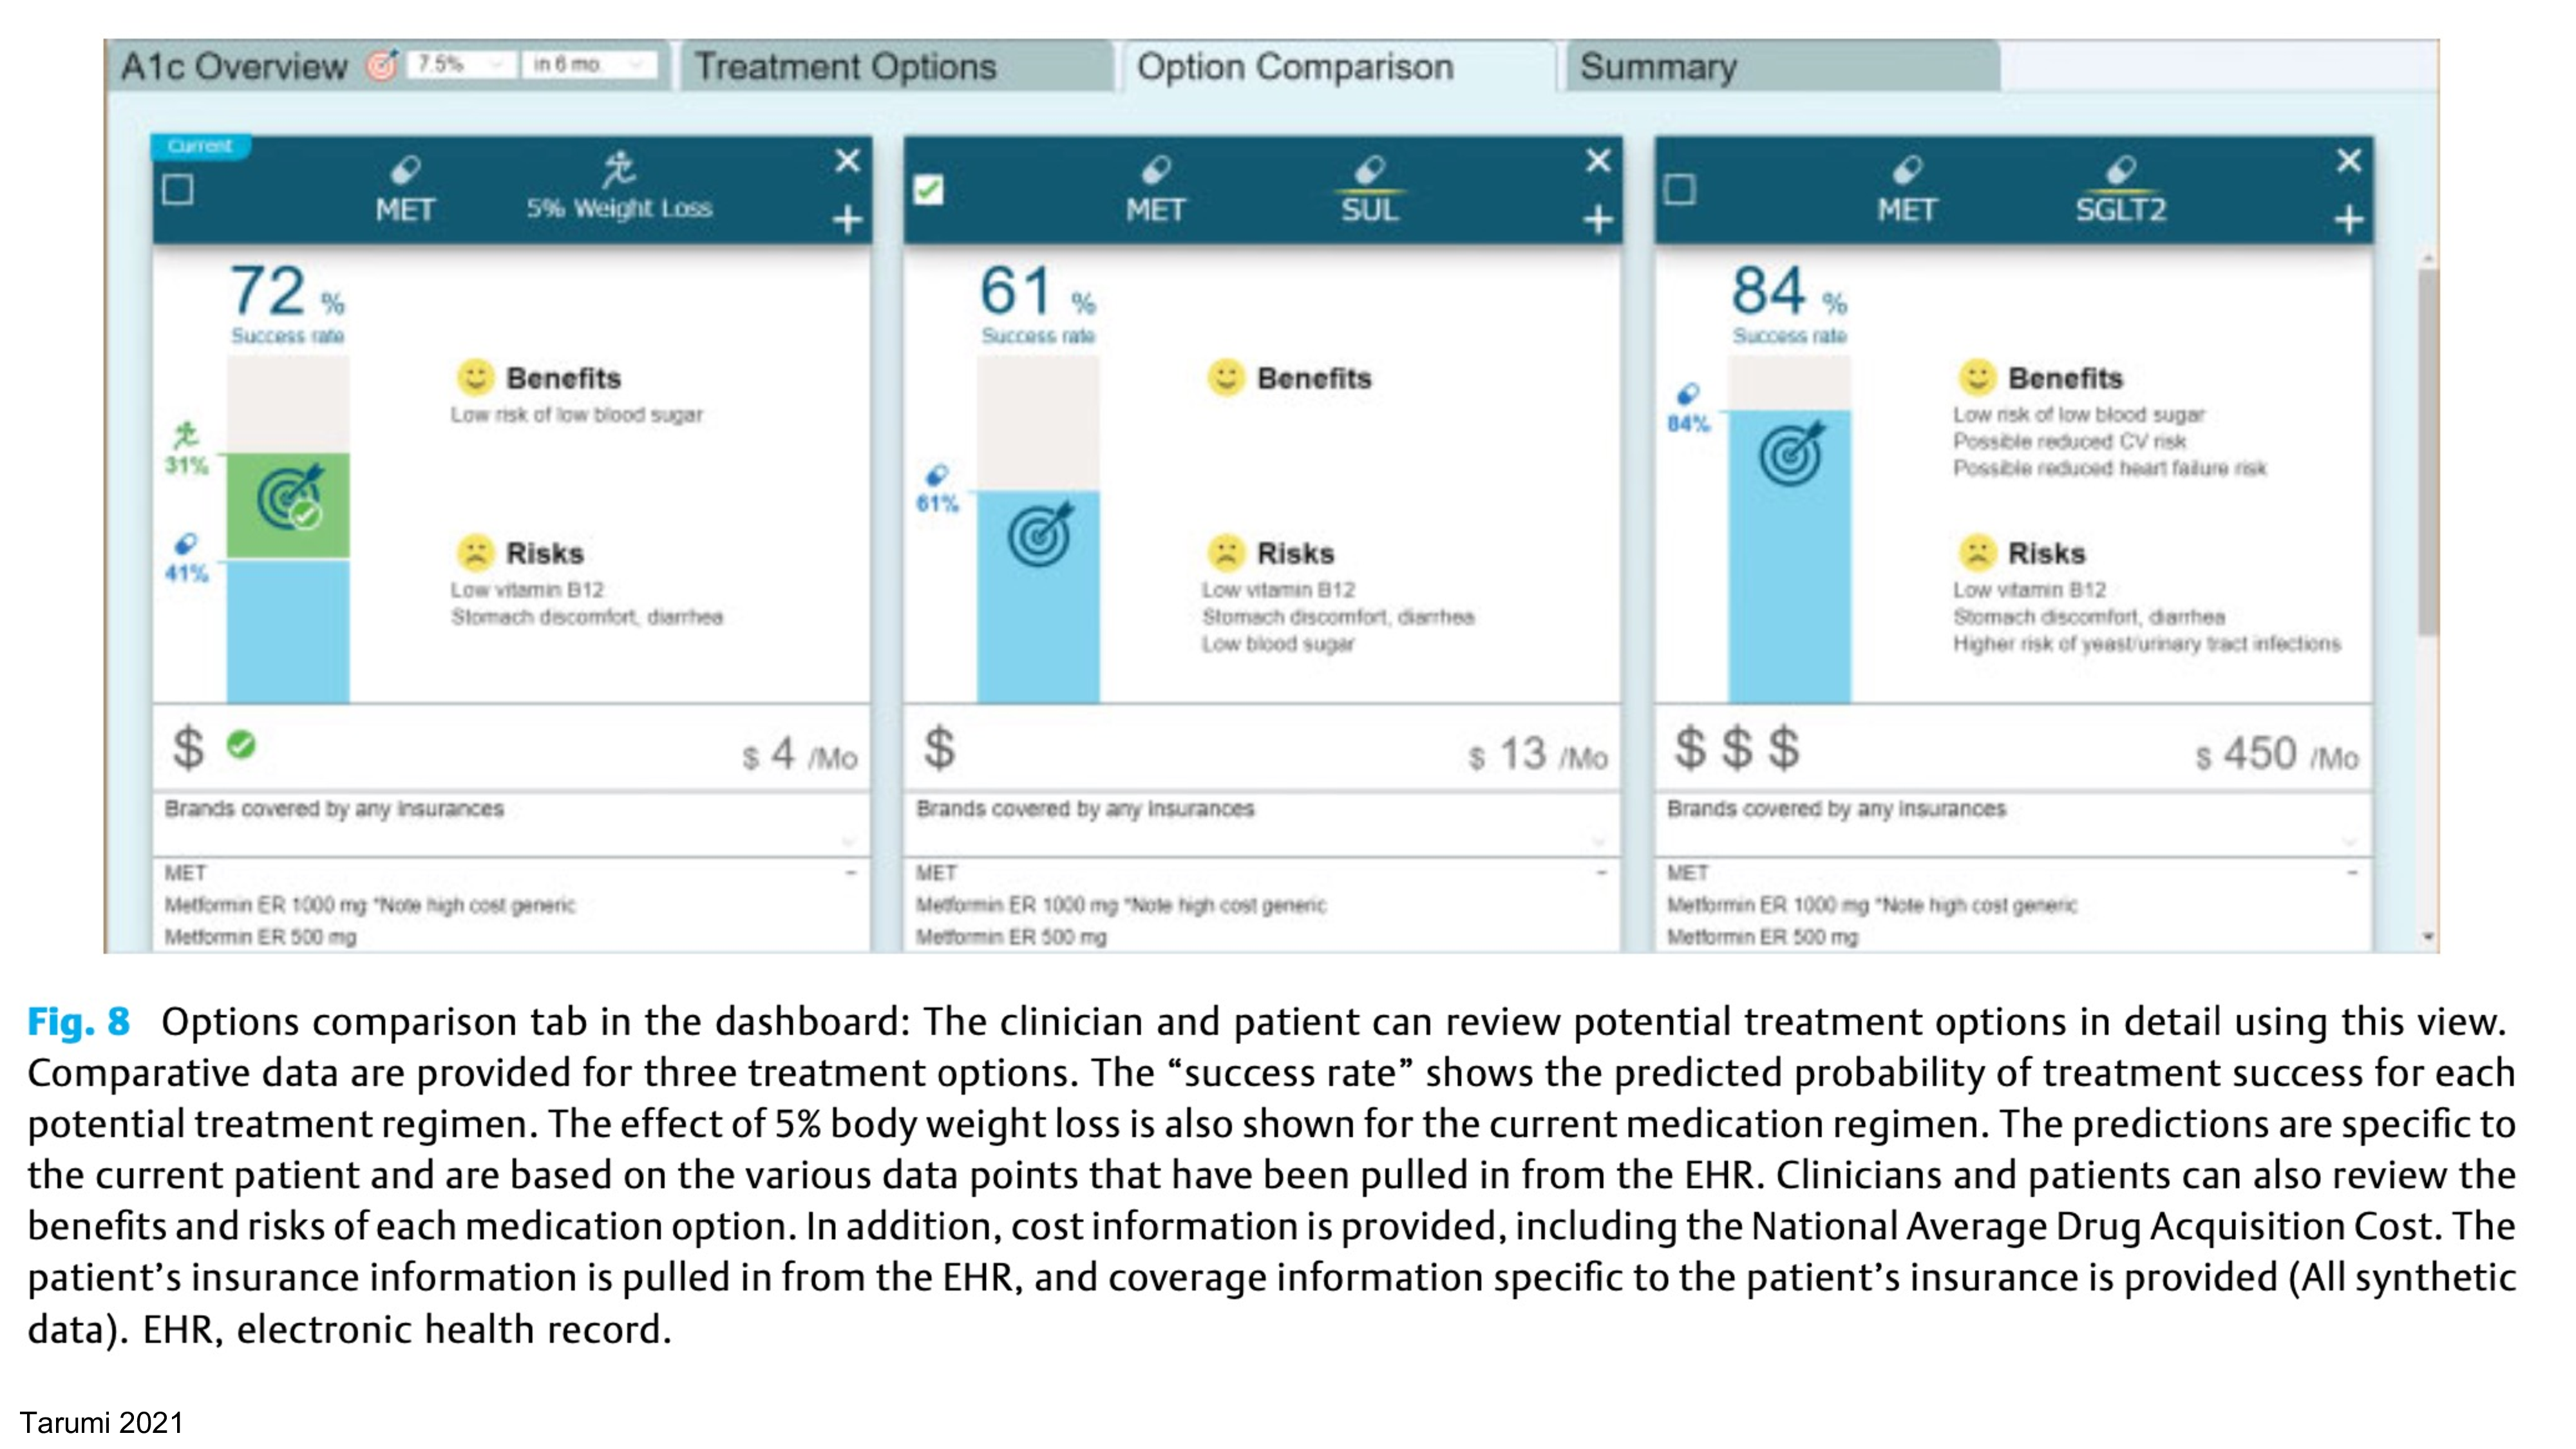 A1c Overview 7.5% in 6 mo. Treatment Options Option Comparison Summary
Current
MET 5% Weight Loss
72 %
Success rate
31%
41%
Benefits
Low risk of low blood sugar
Risks
Low vitamin B12
Stomach discomfort, diarrhea
$ $ 4 /Mo
Brands covered by any insurances
MET
Metformin ER 1000 mg *Note high cost generic
Metformin ER 500 mg
MET SUL
61 %
Success rate
61%
Benefits
Risks
Low vitamin B12
Stomach discomfort, diarrhea
Low blood sugar
$ $ 13 /Mo
Brands covered by any insurances
MET
Metformin ER 1000 mg *Note high cost generic
Metformin ER 500 mg
MET SGLT2
84 %
Success rate
84%
Benefits
Low risk of low blood sugar
Possible reduced CV risk
Possible reduced heart failure risk
Risks
Low vitamin B12
Stomach discomfort, diarrhea
Higher risk of yeast/urinary tract infections
$ $ $ $ 450 /Mo
Brands covered by any insurances
MET
Metformin ER 1000 mg *Note high cost generic
Metformin ER 500 mg
Fig. 8 Options comparison tab in the dashboard: The clinician and patient can review potential treatment options in detail using this view.
Comparative data are provided for three treatment options. The “success rate” shows the predicted probability of treatment success for each
potential treatment regimen. The effect of 5% body weight loss is also shown for the current medication regimen. The predictions are specific to
the current patient and are based on the various data points that have been pulled in from the EHR. Clinicians and patients can also review the
benefits and risks of each medication option. In addition, cost information is provided, including the National Average Drug Acquisition Cost. The
patient’s insurance information is pulled in from the EHR, and coverage information specific to the patient’s insurance is provided (All synthetic
data). EHR, electronic health record.
Tarumi 2021